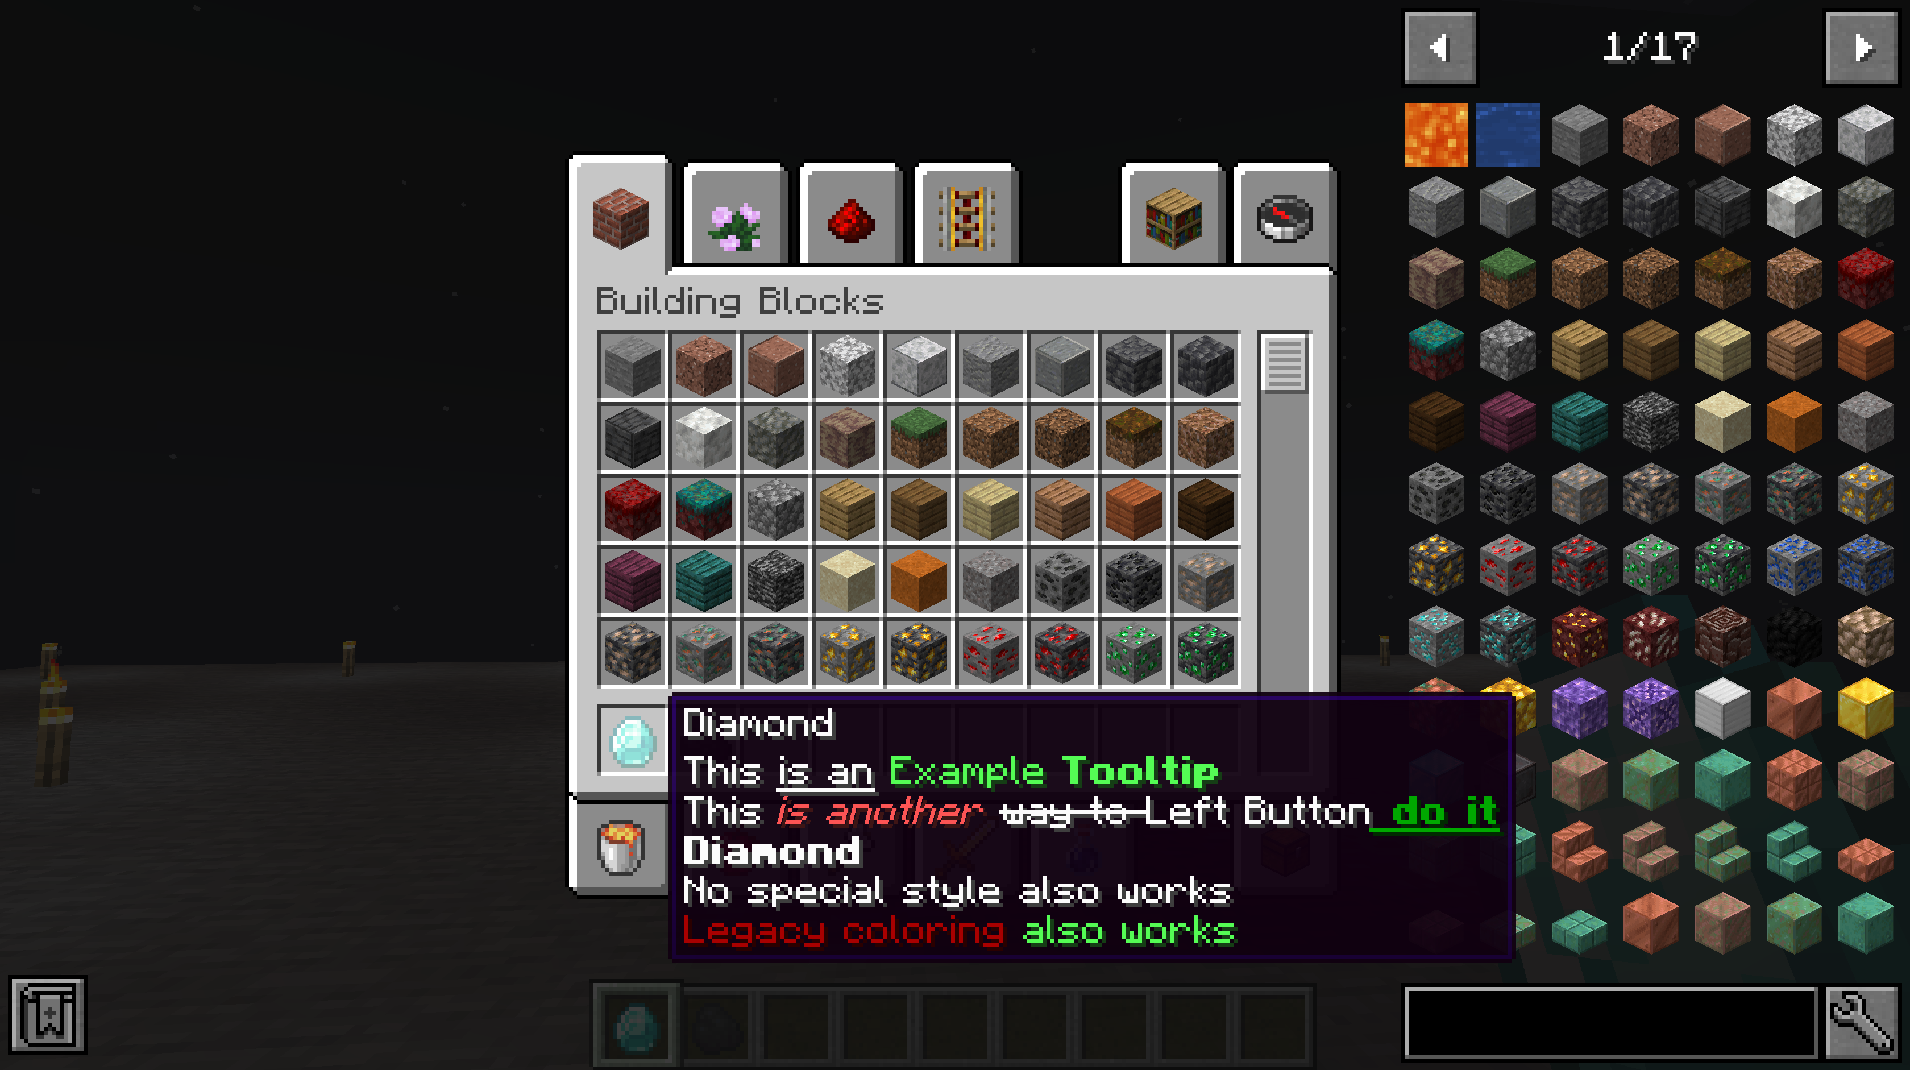 1/17
Building Blocks
Diamond
This is an Example Tooltip
This is another way to Left Button do it
Diamond
No special style also works
Legacy coloring also works